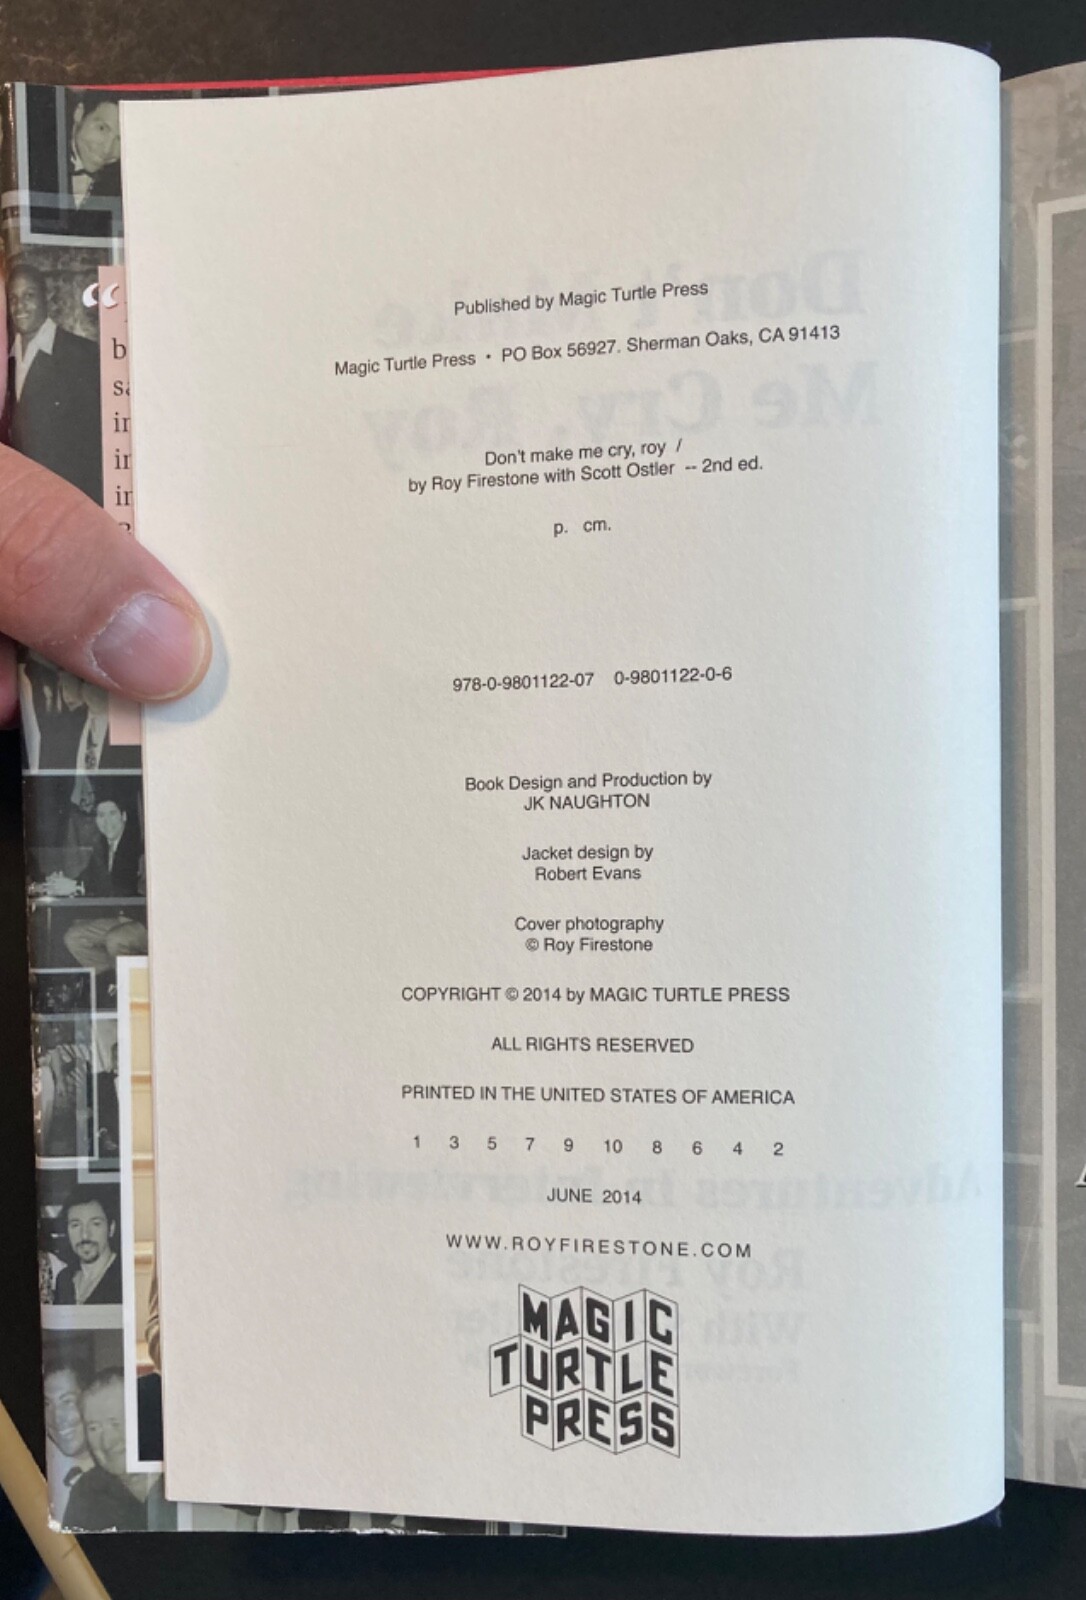 Published by Magic Turtle Press
Magic Turtle Press • PO Box 56927. Sherman Oaks, CA 91413
Don't make me cry, roy /
by Roy Firestone with Scott Ostler -- 2nd ed.
p. cm.
978-0-9801122-07 0-9801122-0-6
Book Design and Production by
JK NAUGHTON
Jacket design by
Robert Evans
Cover photography
© Roy Firestone
COPYRIGHT © 2014 by MAGIC TURTLE PRESS
ALL RIGHTS RESERVED
PRINTED IN THE UNITED STATES OF AMERICA
1 3 5 7 9 10 8 6 4 2
JUNE 2014
WWW.ROYFIRESTONE.COM
MAGIC
TURTLE
PRESS